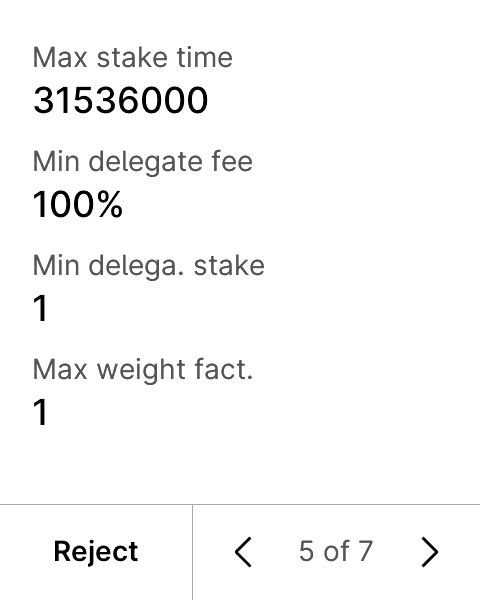 Max stake time
31536000
Min delegate fee
100%
Min delega. stake
1
Max weight fact.
1
Reject
5 of 7